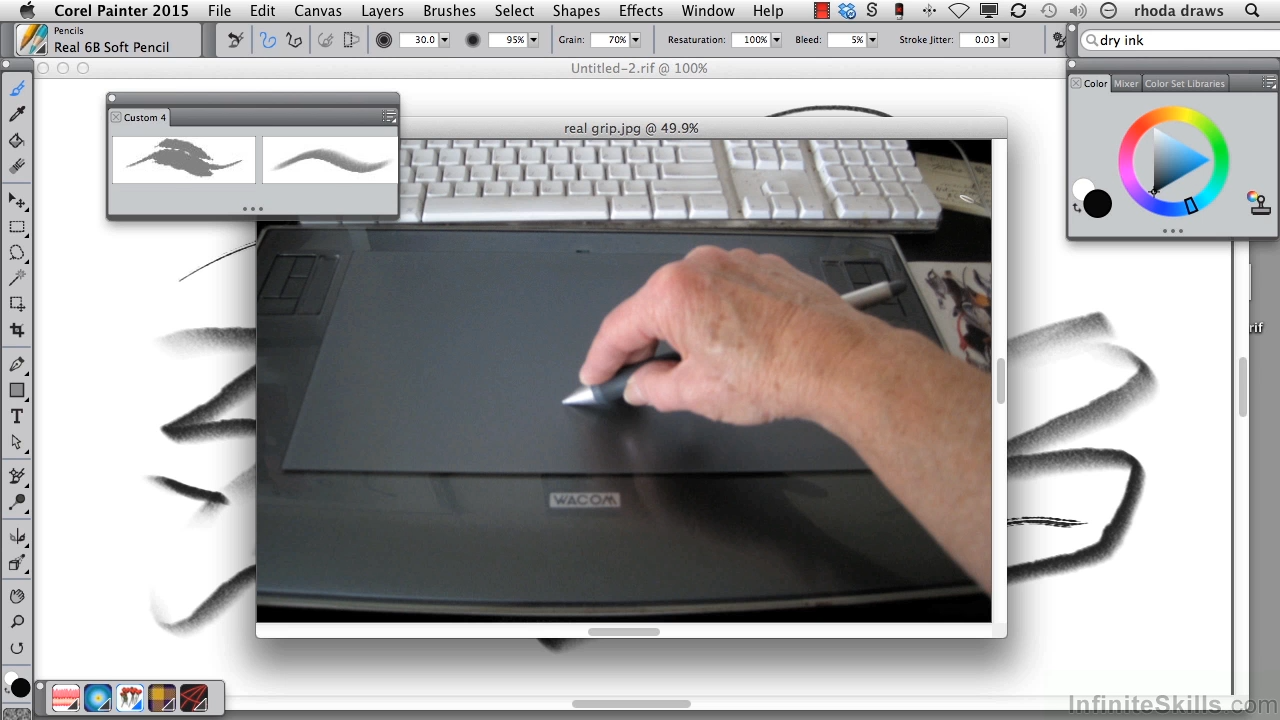 Corel Painter 2015 File Edit Canvas Layers Brushes Select Shapes Effects Window Help rhoda draws
Pencils
Real 6B Soft Pencil
30.0 95% Grain: 70% Resaturation: 100% Bleed: 5% Stroke Jitter: 0.03
dry ink
Untitled-2.rif @ 100%
Color Mixer Color Set Libraries
Custom 4
real grip.jpg @ 49.9%
rif
WACOM
InfiniteSkills.com